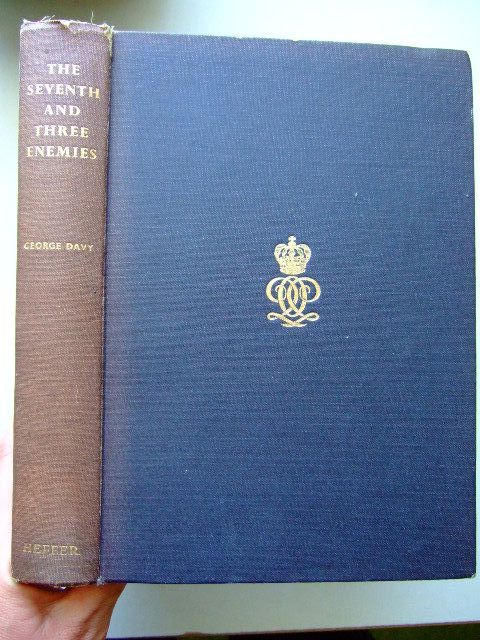 THE
SEVENTH
AND
THREE
ENEMIES
GEORGE DAVY
HEFFER